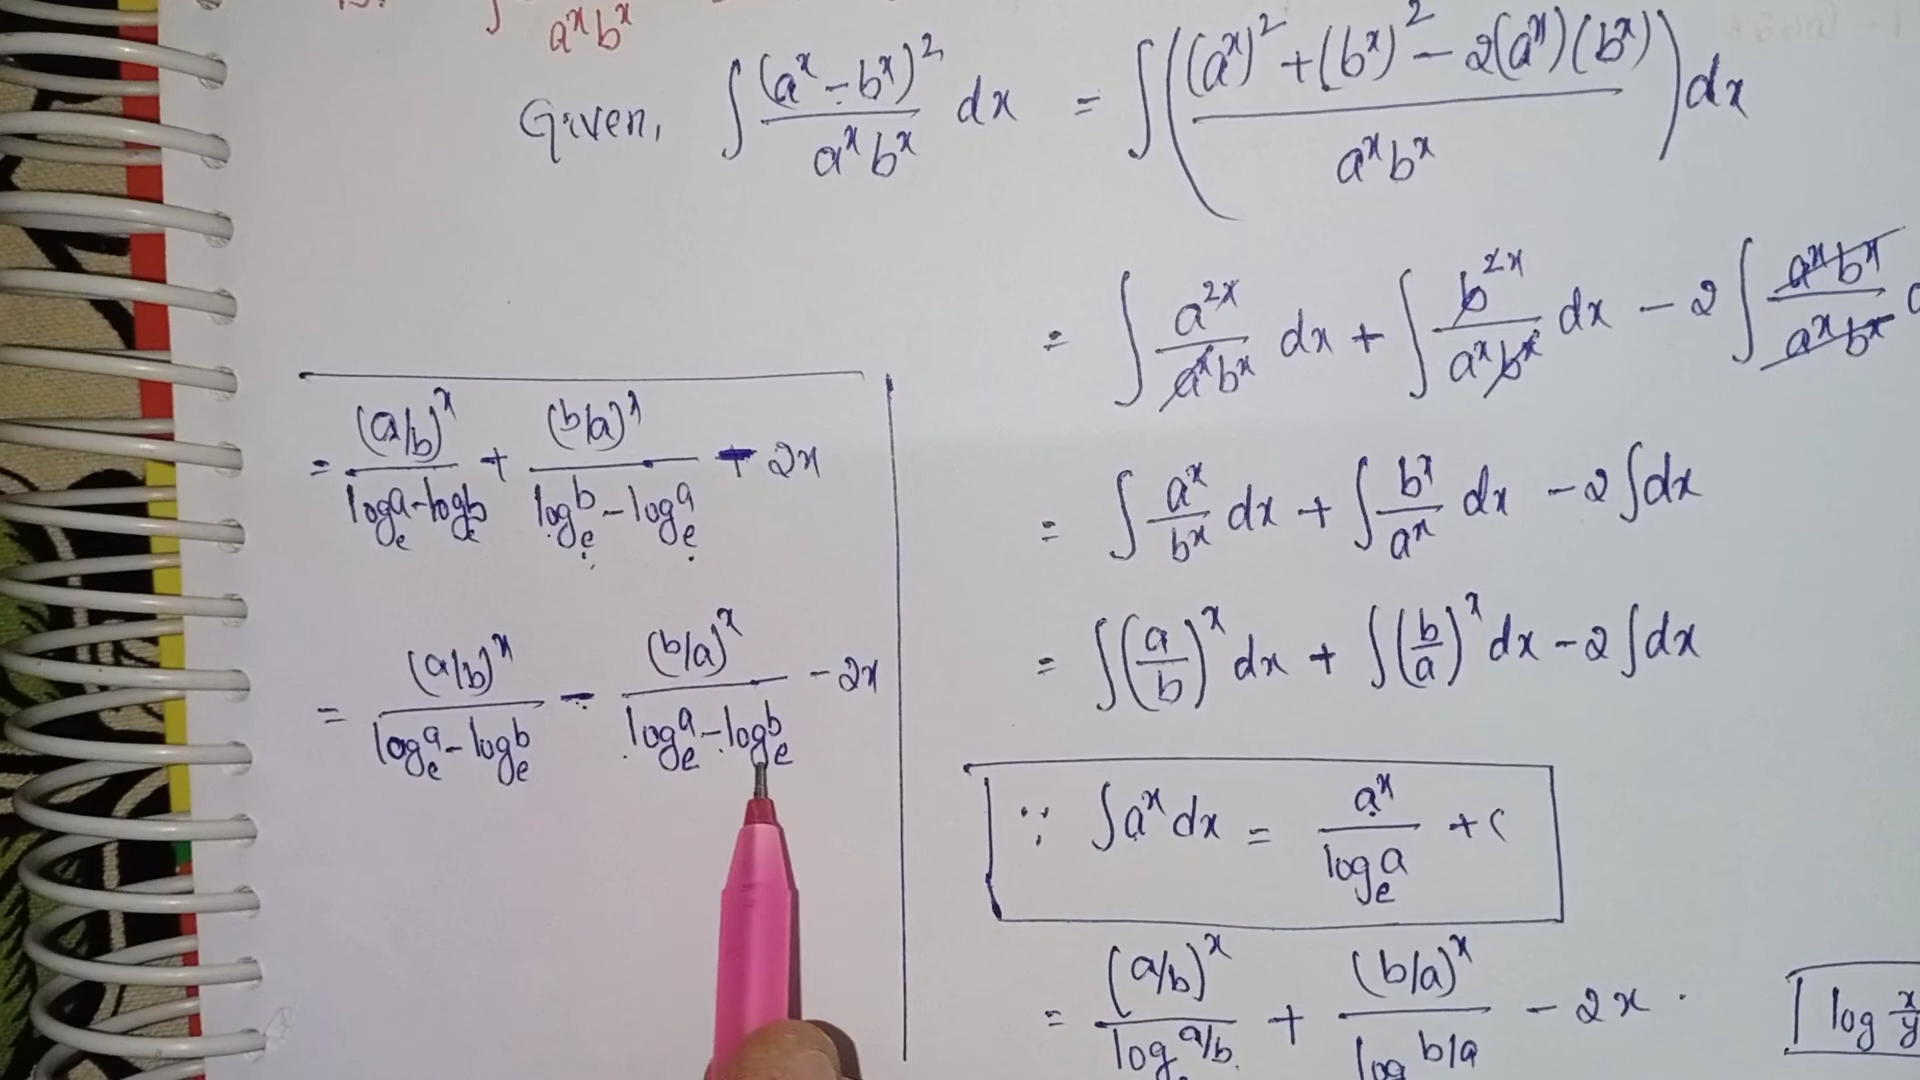 a^x b^x
Given, ∫ (a^x - b^x)^2 / a^x b^x dx = ∫ ( ((a^x)^2 + (b^x)^2 - 2(a^x)(b^x)) / a^x b^x ) dx
= ∫ a^2x / a^x b^x dx + ∫ b^2x / a^x b^x dx - 2 ∫ a^x b^x / a^x b^x
= ∫ a^x / b^x dx + ∫ b^x / a^x dx - 2 ∫ dx
= ∫ (a/b)^x dx + ∫ (b/a)^x dx - 2 ∫ dx
∵ ∫ a^x dx = a^x / log_e a + c
= (a/b)^x / log_e a/b + (b/a)^x / log b/a - 2x.
log x/y
= (a/b)^x / log_e a - log_e b + (b/a)^x / log_e b - log_e a - 2x
= (a/b)^x / log_e a - log_e b - (b/a)^x / log_e a - log_e b - 2x